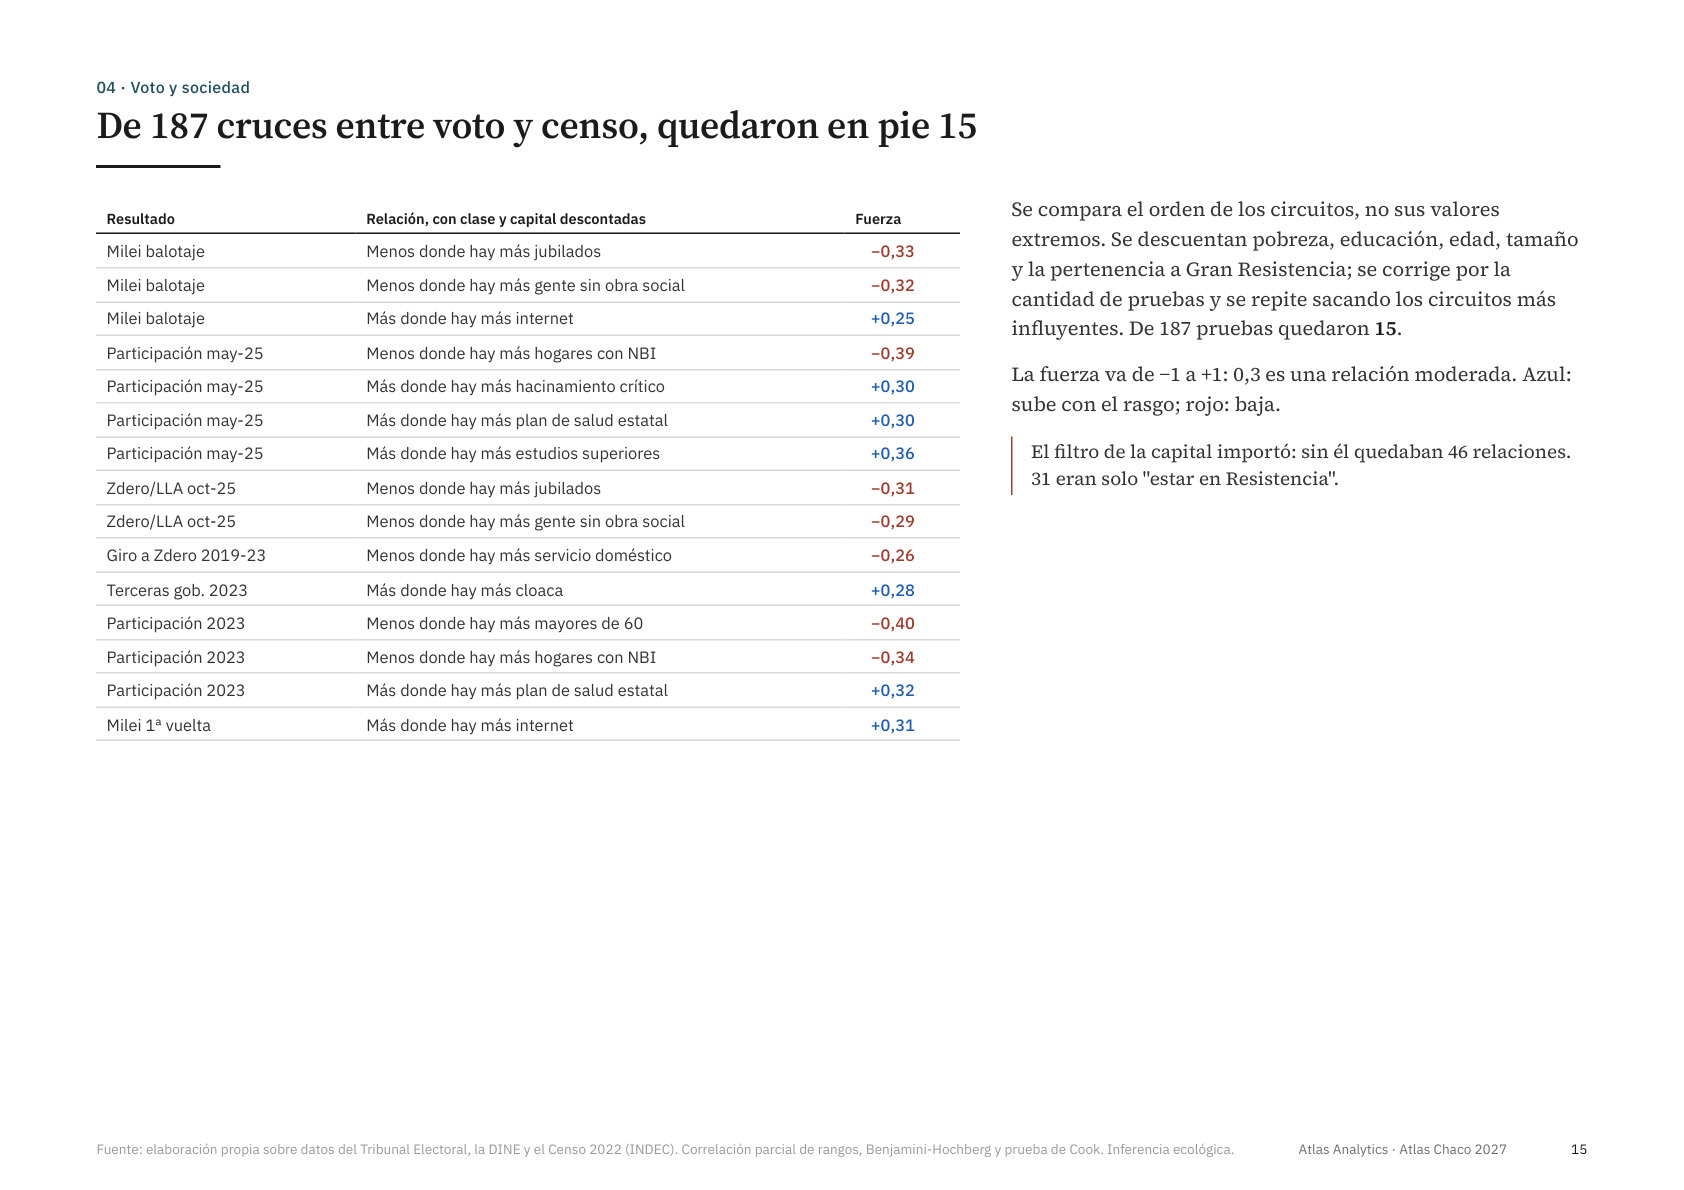 04 · Voto y sociedad
De 187 cruces entre voto y censo, quedaron en pie 15
Resultado Relación, con clase y capital descontadas Fuerza
Milei balotaje Menos donde hay más jubilados −0,33
Milei balotaje Menos donde hay más gente sin obra social −0,32
Milei balotaje Más donde hay más internet +0,25
Participación may-25 Menos donde hay más hogares con NBI −0,39
Participación may-25 Más donde hay más hacinamiento crítico +0,30
Participación may-25 Más donde hay más plan de salud estatal +0,30
Participación may-25 Más donde hay más estudios superiores +0,36
Zdero/LLA oct-25 Menos donde hay más jubilados −0,31
Zdero/LLA oct-25 Menos donde hay más gente sin obra social −0,29
Giro a Zdero 2019-23 Menos donde hay más servicio doméstico −0,26
Terceras gob. 2023 Más donde hay más cloaca +0,28
Participación 2023 Menos donde hay más mayores de 60 −0,40
Participación 2023 Menos donde hay más hogares con NBI −0,34
Participación 2023 Más donde hay más plan de salud estatal +0,32
Milei 1ª vuelta Más donde hay más internet +0,31
Se compara el orden de los circuitos, no sus valores
extremos. Se descuentan pobreza, educación, edad, tamaño
y la pertenencia a Gran Resistencia; se corrige por la
cantidad de pruebas y se repite sacando los circuitos más
influyentes. De 187 pruebas quedaron 15.
La fuerza va de −1 a +1: 0,3 es una relación moderada. Azul:
sube con el rasgo; rojo: baja.
El filtro de la capital importó: sin él quedaban 46 relaciones.
31 eran solo "estar en Resistencia".
Fuente: elaboración propia sobre datos del Tribunal Electoral, la DINE y el Censo 2022 (INDEC). Correlación parcial de rangos, Benjamini-Hochberg y prueba de Cook. Inferencia ecológica.
Atlas Analytics · Atlas Chaco 2027
15